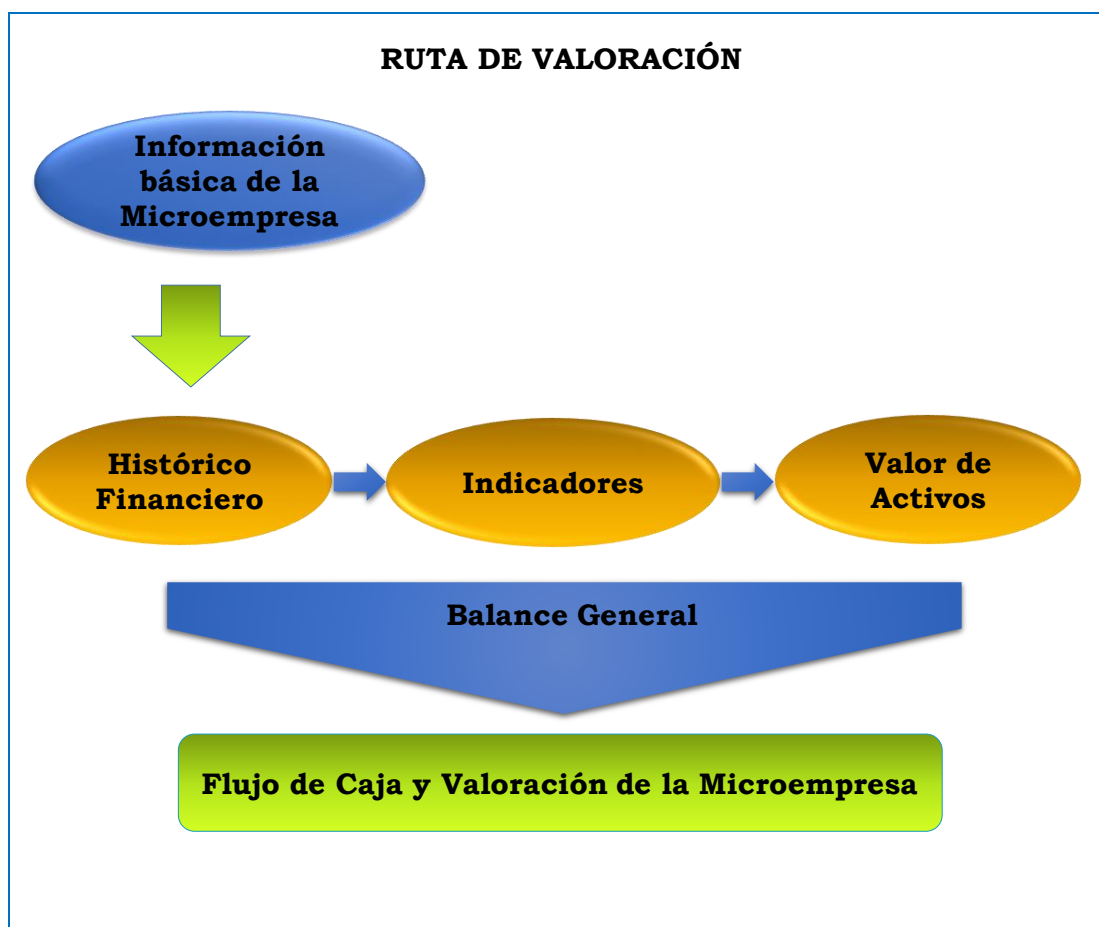 RUTA DE VALORACIÓN
Información
básica de la
Microempresa
Histórico
Financiero
Indicadores
Valor de
Activos
Balance General
Flujo de Caja y Valoración de la Microempresa